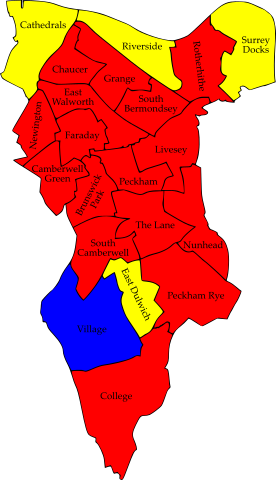 Cathedrals
Riverside
Surrey
Docks
Rotherhithe
Chaucer
Grange
East
Walworth
South
Bermondsey
Newington
Faraday
Livesey
Camberwell
Green
Brunswick
Park
Peckham
The Lane
South
Camberwell
Nunhead
East Dulwich
Peckham Rye
Village
College